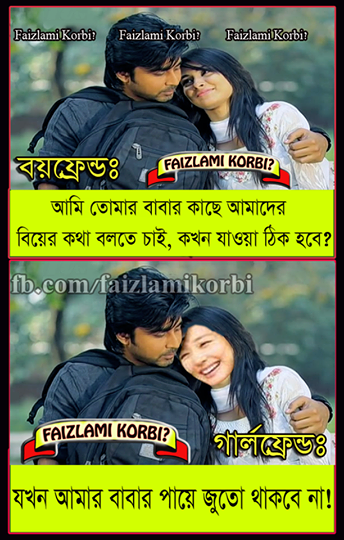 Faizlami Korbi? Faizlami Korbi? Faizlami Korbi?
বয়ফ্রেন্ডঃ
FAIZLAMI KORBI?
আমি তোমার বাবার কাছে আমাদের
বিয়ের কথা বলতে চাই, কখন যাওয়া ঠিক হবে?
fb.com/faizlamikorbi
FAIZLAMI KORBI?
গার্লফ্রেন্ডঃ
যখন আমার বাবার পায়ে জুতো থাকবে না!